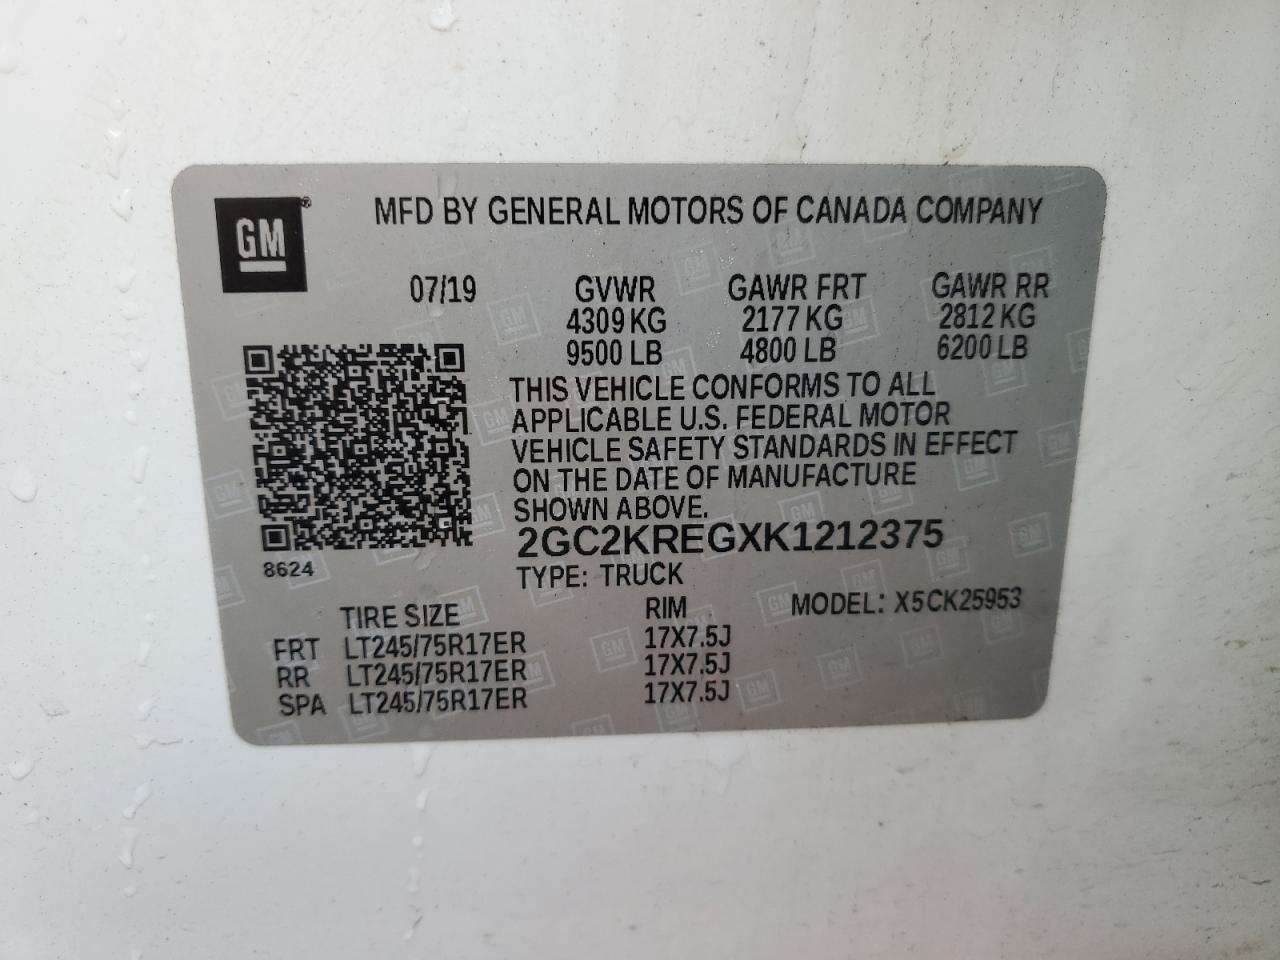 GM®
MFD BY GENERAL MOTORS OF CANADA COMPANY
07/19 GVWR GAWR FRT GAWR RR
4309 KG 2177 KG 2812 KG
9500 LB 4800 LB 6200 LB
THIS VEHICLE CONFORMS TO ALL
APPLICABLE U.S. FEDERAL MOTOR
VEHICLE SAFETY STANDARDS IN EFFECT
ON THE DATE OF MANUFACTURE
SHOWN ABOVE.
2GC2KREGXK1212375
8624
TYPE: TRUCK
TIRE SIZE RIM MODEL: X5CK25953
FRT LT245/75R17ER 17X7.5J
RR LT245/75R17ER 17X7.5J
SPA LT245/75R17ER 17X7.5J